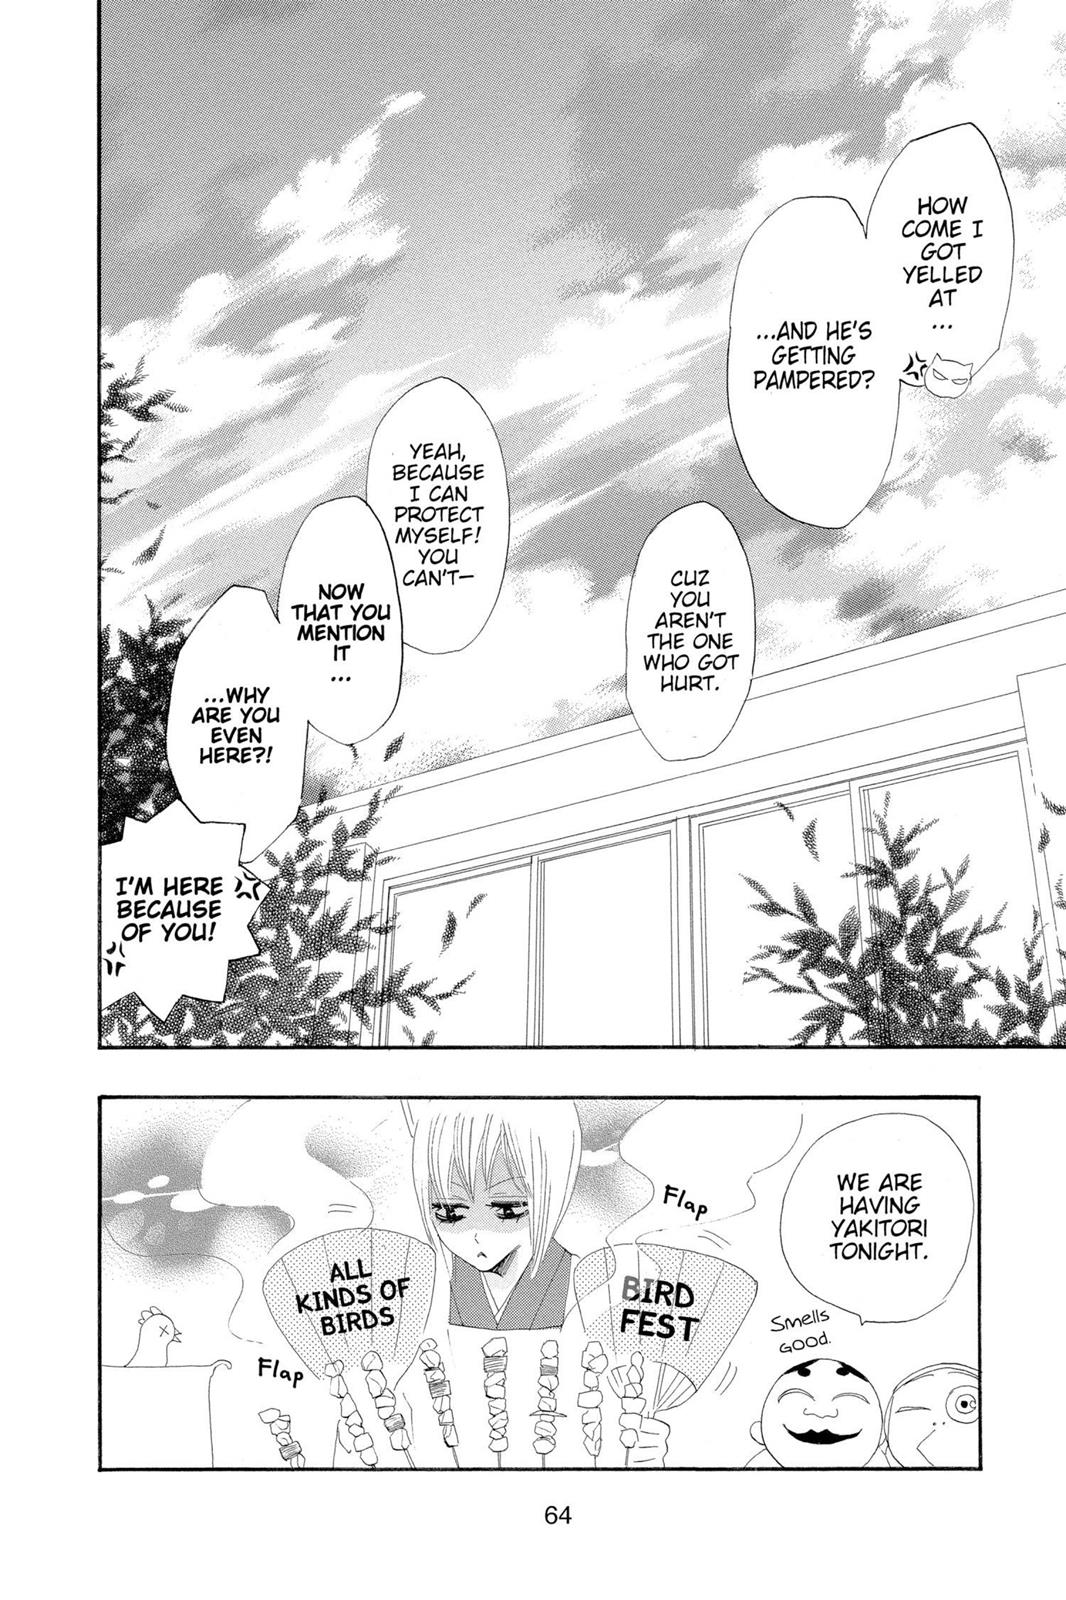 HOW
COME I
GOT
YELLED
AT
...
...AND HE'S
GETTING
PAMPERED?
CUZ
YOU
AREN'T
THE ONE
WHO GOT
HURT.
YEAH,
BECAUSE
I CAN
PROTECT
MYSELF!
YOU
CAN'T—
NOW
THAT YOU
MENTION
IT
...
...WHY
ARE YOU
EVEN
HERE?!
I'M HERE
BECAUSE
OF YOU!
WE ARE
HAVING
YAKITORI
TONIGHT.
Smells
GOOD.
Flap
BIRD
FEST
ALL
KINDS OF
BIRDS
Flap
64